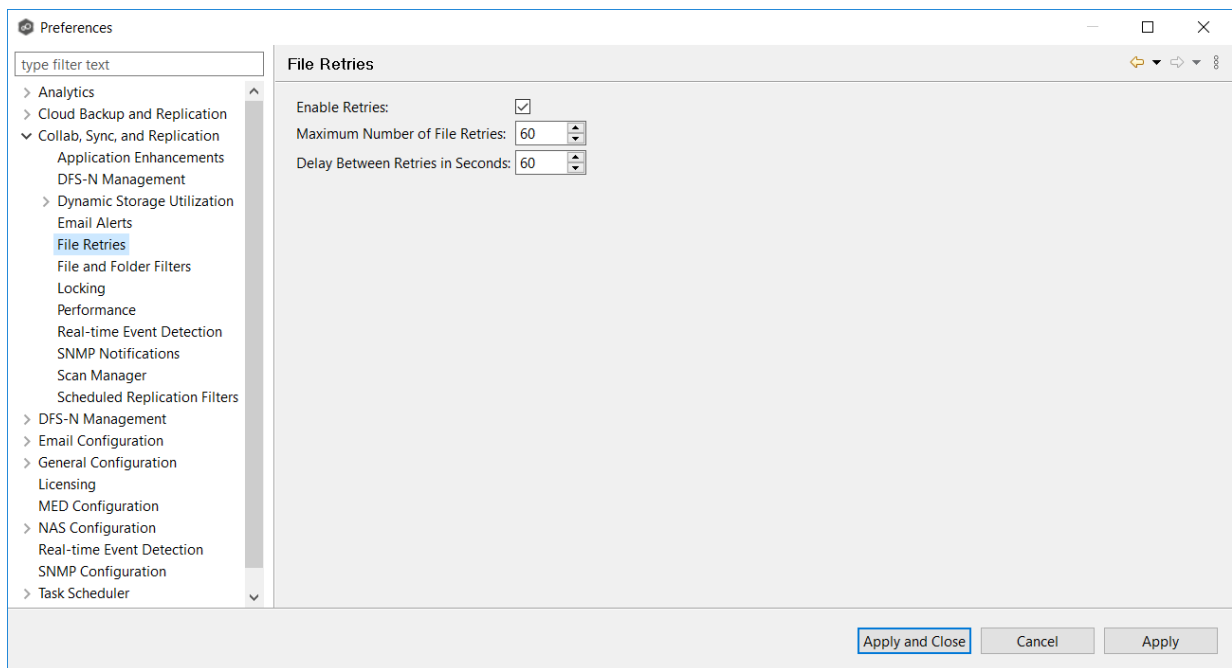 Preferences
type filter text
Analytics
Cloud Backup and Replication
Collab, Sync, and Replication
Application Enhancements
DFS-N Management
Dynamic Storage Utilization
Email Alerts
File Retries
File and Folder Filters
Locking
Performance
Real-time Event Detection
SNMP Notifications
Scan Manager
Scheduled Replication Filters
DFS-N Management
Email Configuration
General Configuration
Licensing
MED Configuration
NAS Configuration
Real-time Event Detection
SNMP Configuration
Task Scheduler
File Retries
Enable Retries:
Maximum Number of File Retries: 60
Delay Between Retries in Seconds: 60
Apply and Close Cancel Apply